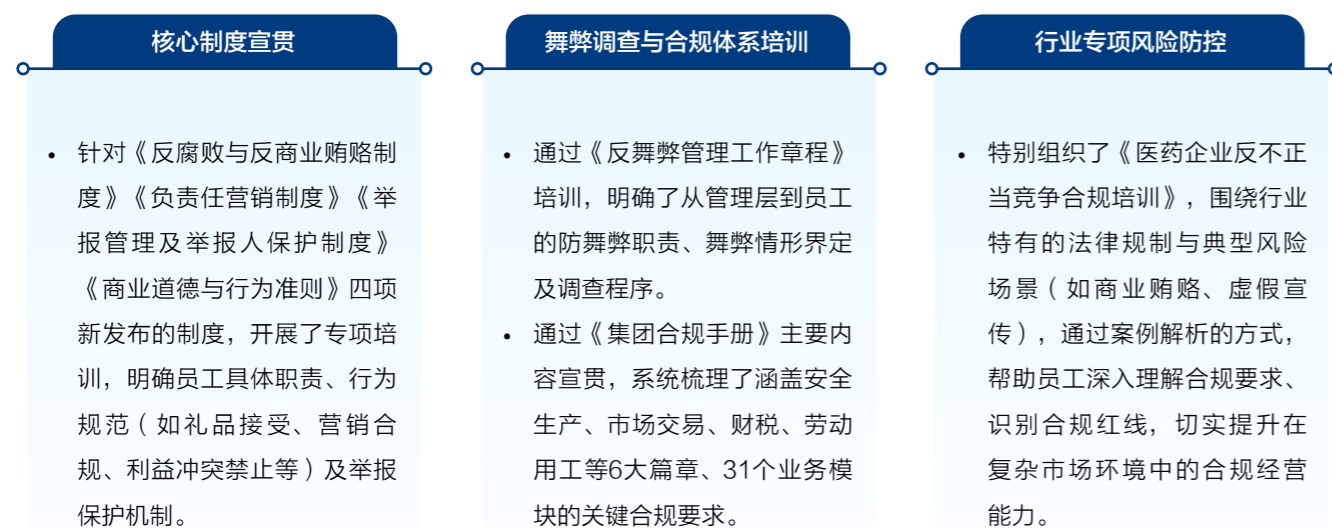 核心制度宣贯
• 针对《反腐败与反商业贿赂制
度》《负责任营销制度》《举
报管理及举报人保护制度》
《商业道德与行为准则》四项
新发布的制度，开展了专项培
训，明确员工具体职责、行为
规范（如礼品接受、营销合
规、利益冲突禁止等）及举报
保护机制。
舞弊调查与合规体系培训
• 通过《反舞弊管理工作章程》
培训，明确了从管理层到员工
的防舞弊职责、舞弊情形界定
及调查程序。
• 通过《集团合规手册》主要内
容宣贯，系统梳理了涵盖安全
生产、市场交易、财税、劳动
用工等6大篇章、31个业务模
块的关键合规要求。
行业专项风险防控
• 特别组织了《医药企业反不正
当竞争合规培训》，围绕行业
特有的法律规制与典型风险
场景（如商业贿赂、虚假宣
传），通过案例解析的方式，
帮助员工深入理解合规要求、
识别合规红线，切实提升在
复杂市场环境中的合规经营
能力。